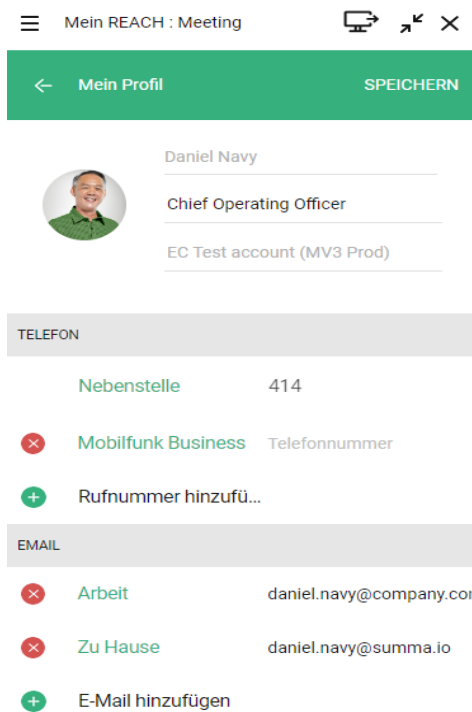 Mein REACH : Meeting
Mein Profil SPEICHERN
Daniel Navy
Chief Operating Officer
EC Test account (MV3 Prod)
TELEFON
Nebenstelle 414
Mobilfunk Business Telefonnummer
Rufnummer hinzufü...
EMAIL
Arbeit daniel.navy@company.cor
Zu Hause daniel.navy@summa.io
E-Mail hinzufügen